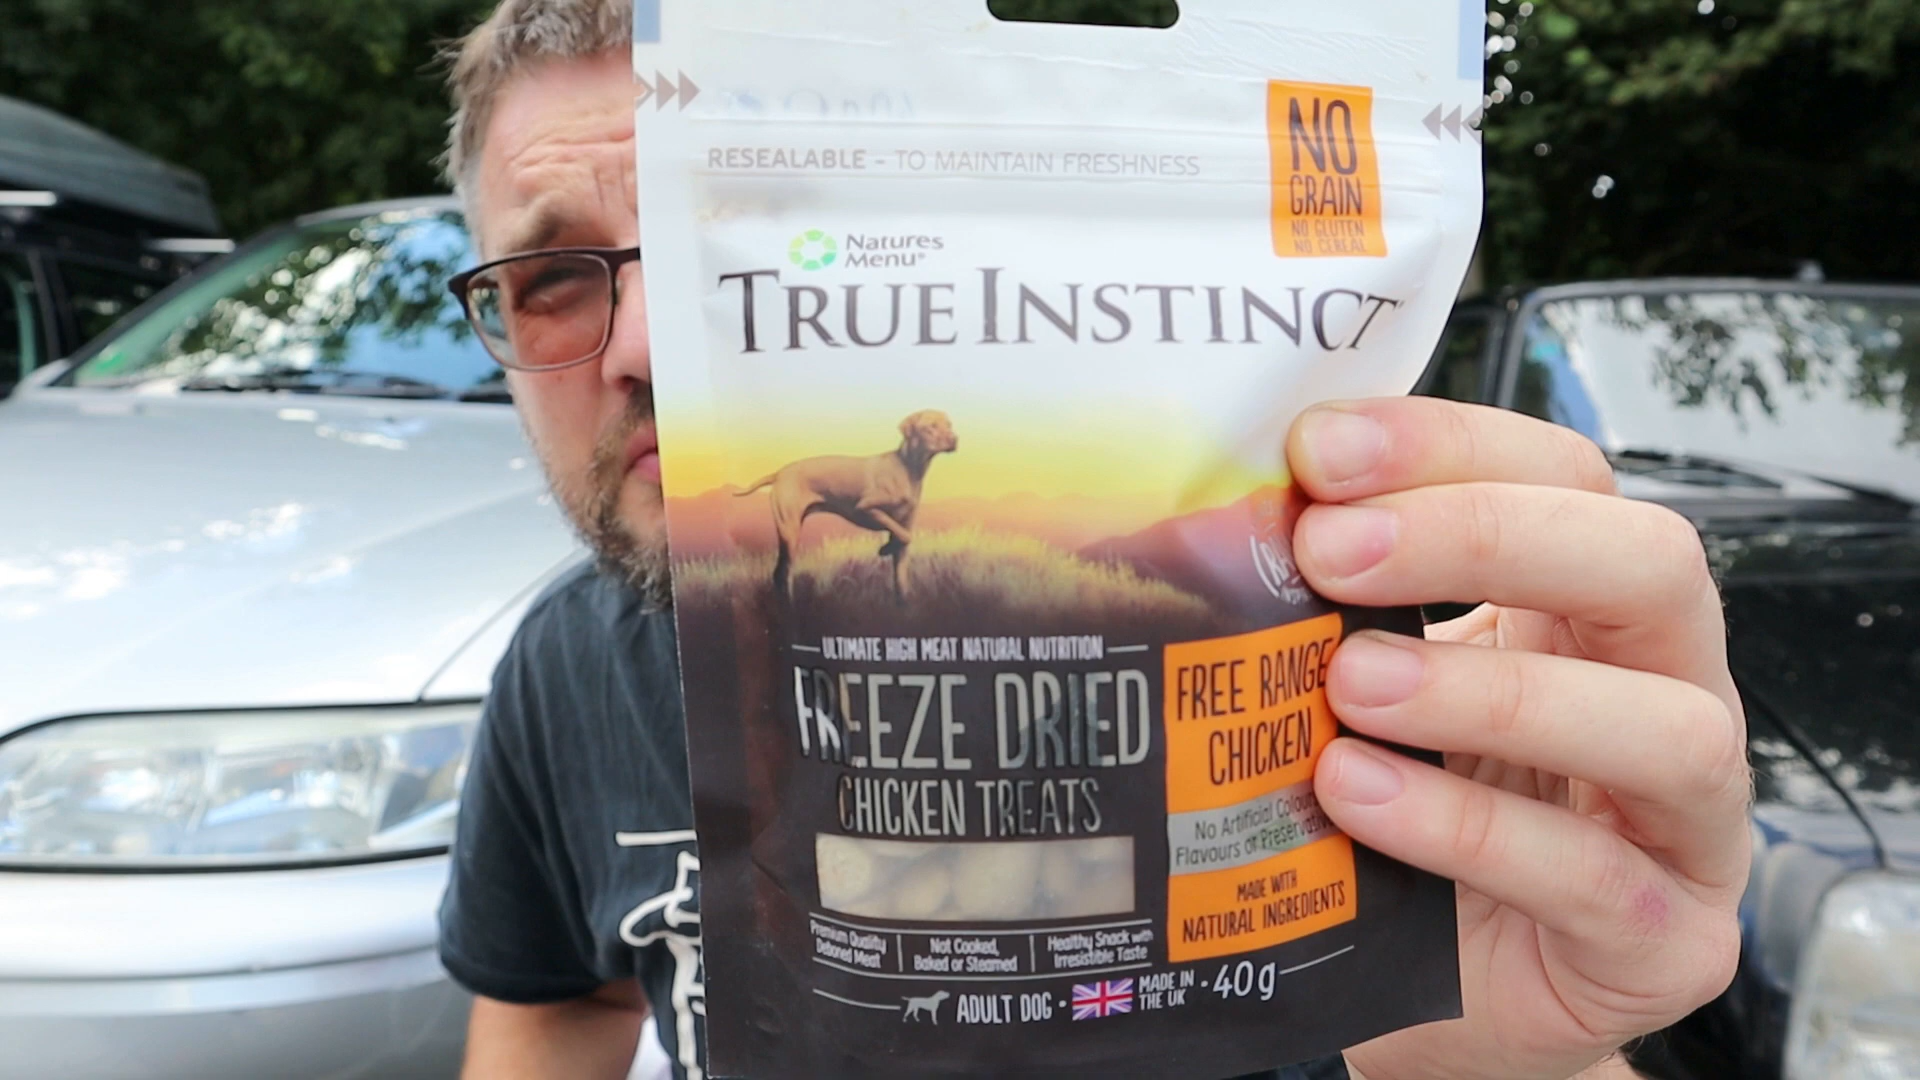 RESEALABLE - TO MAINTAIN FRESHNESS
NO
GRAIN
NO GLUTEN
NO CEREAL
Natures
Menu®
TRUE INSTINCT
ULTIMATE HIGH MEAT NATURAL NUTRITION
FREEZE DRIED
CHICKEN TREATS
FREE RANGE
CHICKEN
No Artificial
Flavours or
MADE WITH
NATURAL INGREDIENTS
Premium Quality
Deboned Meat
Not Cooked,
Baked or Steamed
Healthy Snack with
Irresistible Taste
ADULT DOG · MADE IN
THE UK · 40g